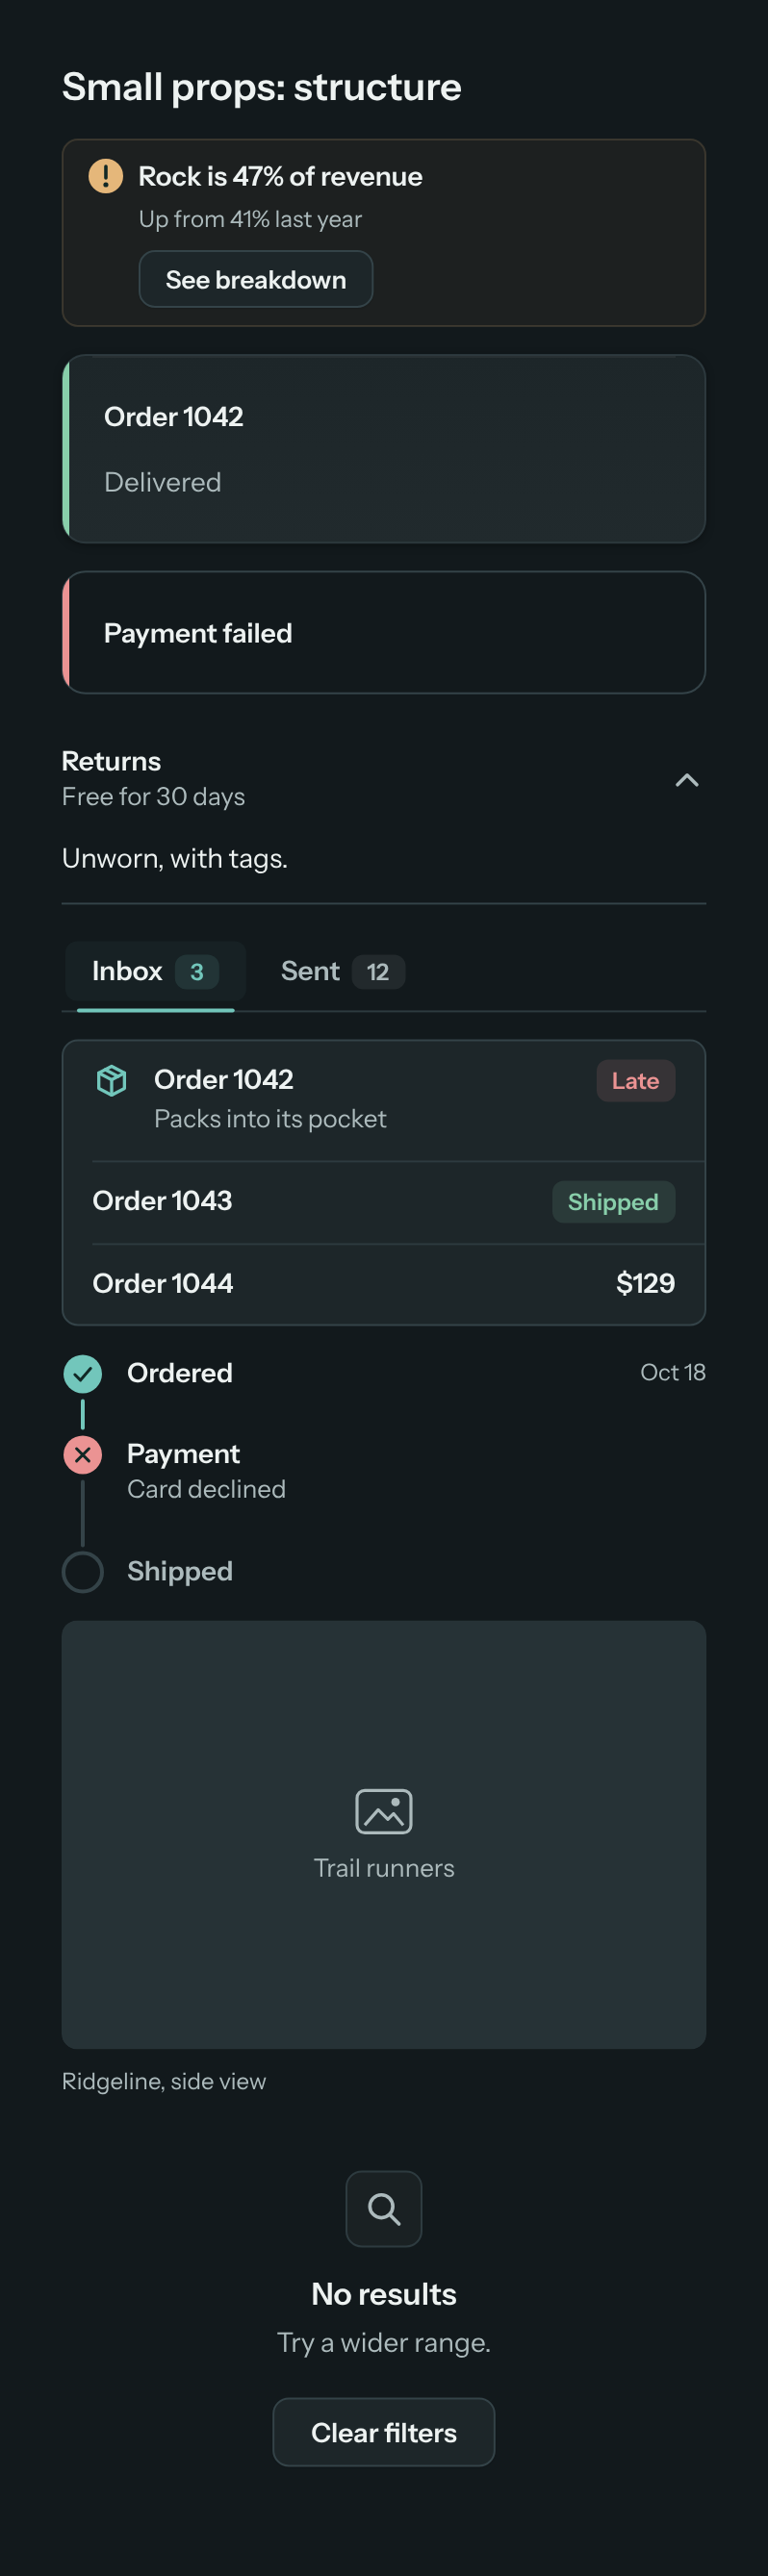 Small props: structure
Rock is 47% of revenue
Up from 41% last year
See breakdown
Order 1042
Delivered
Payment failed
Returns
Free for 30 days
Unworn, with tags.
Inbox 3 Sent 12
Order 1042 Late
Packs into its pocket
Order 1043 Shipped
Order 1044 $129
Ordered Oct 18
Payment
Card declined
Shipped
Trail runners
Ridgeline, side view
No results
Try a wider range.
Clear filters